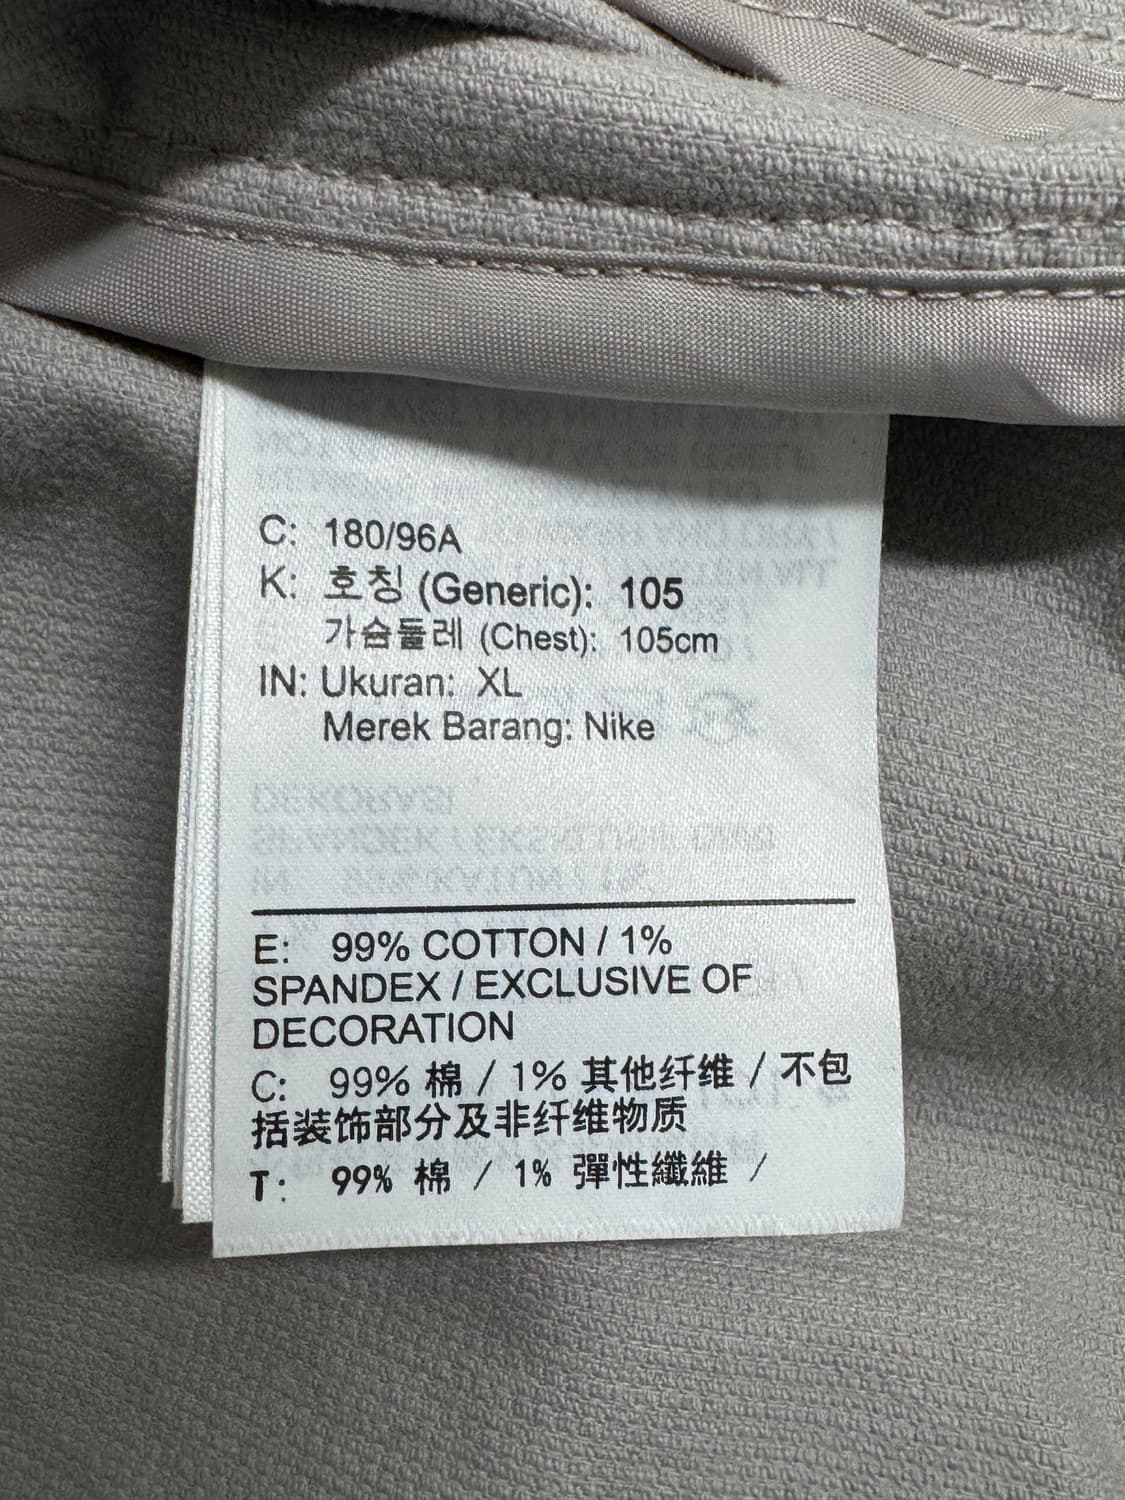 C: 180/96A
K: 호칭 (Generic): 105
가슴둘레 (Chest): 105cm
IN: Ukuran: XL
Merek Barang: Nike
E: 99% COTTON / 1%
SPANDEX / EXCLUSIVE OF
DECORATION
C: 99% 棉 / 1% 其他纤维 / 不包
括装饰部分及非纤维物质
T: 99% 棉 / 1% 彈性纖維 /